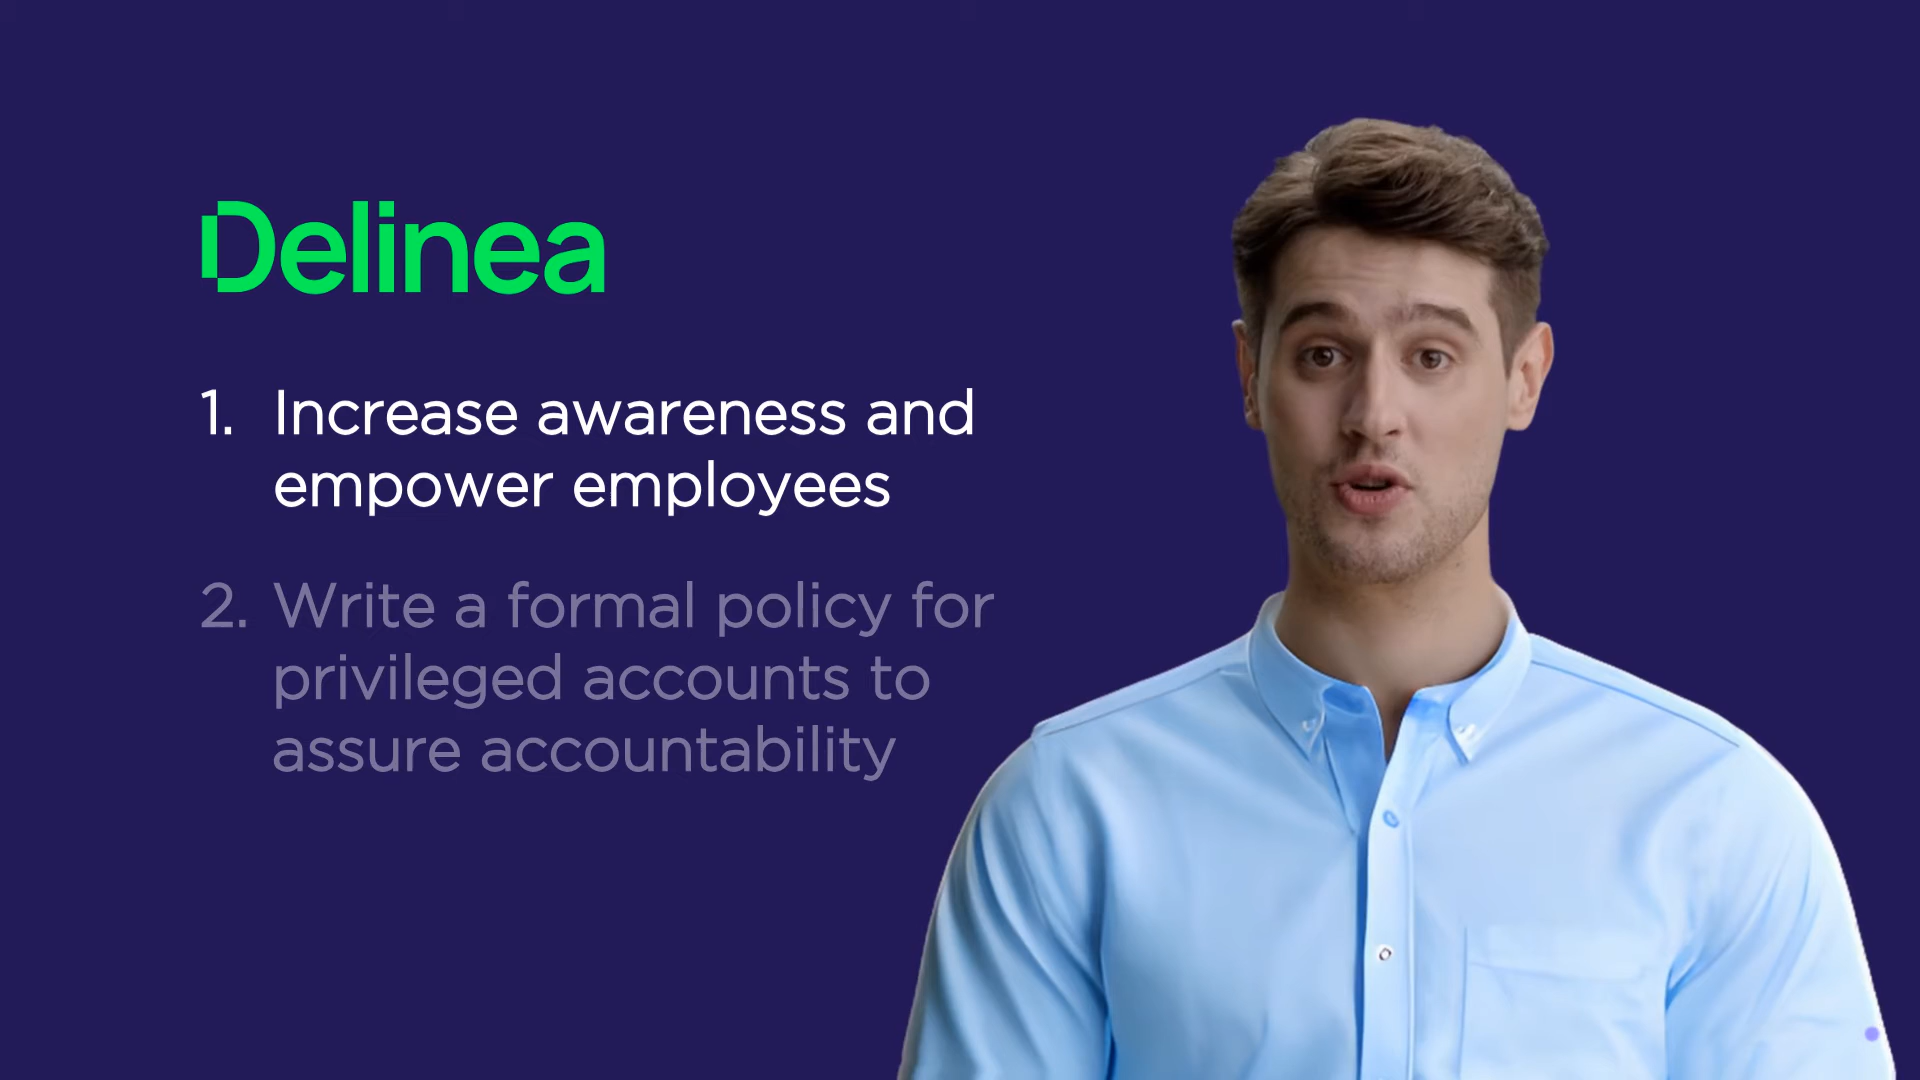 Delinea
1. Increase awareness and
empower employees
2. Write a formal policy for
privileged accounts to
assure accountability